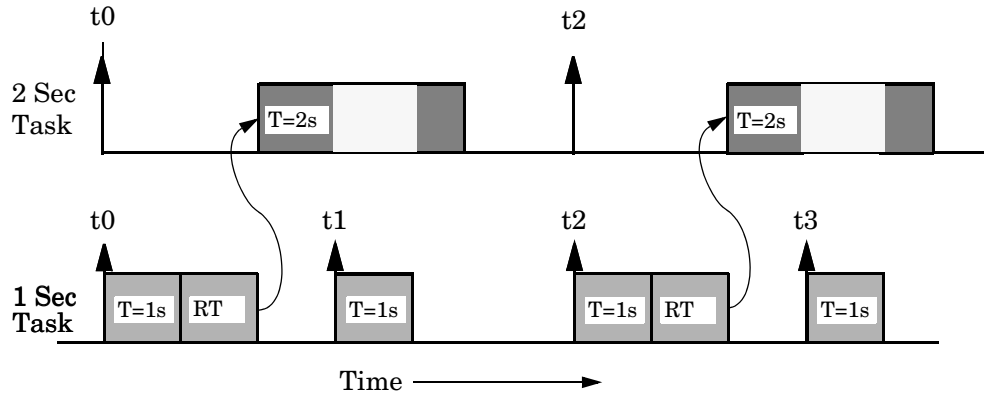 t0
t2
2 Sec
Task
T=2s
T=2s
t0
t1
t2
t3
1 Sec
Task
T=1s
RT
T=1s
T=1s
RT
T=1s
Time